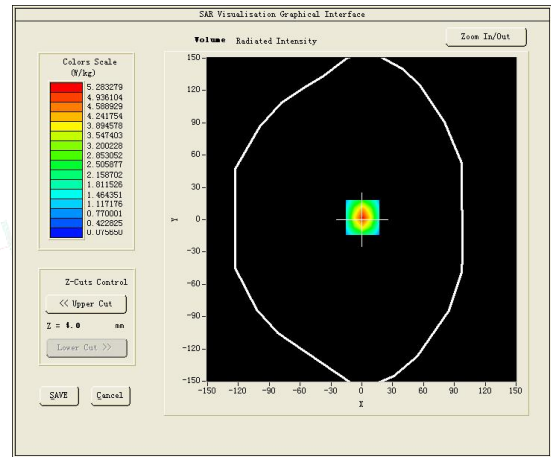 SAR Visualisation Graphical Interface
Volume Radiated Intensity
Zoom In/Out
Colors Scale
(W/kg)
5.283279
4.936104
4.588929
4.241754
3.894578
3.547403
3.200228
2.853052
2.505877
2.158702
1.811526
1.464351
1.117176
0.770001
0.422825
0.075650
Z-Cuts Control
<< Upper Cut
Z = 4.0 mm
Lower Cut >>
SAVE Cancel
150
120
90
60
30
Y 0
-30
-60
-90
-120
-150
-150 -120 -90 -60 -30 0 30 60 90 120 150
X